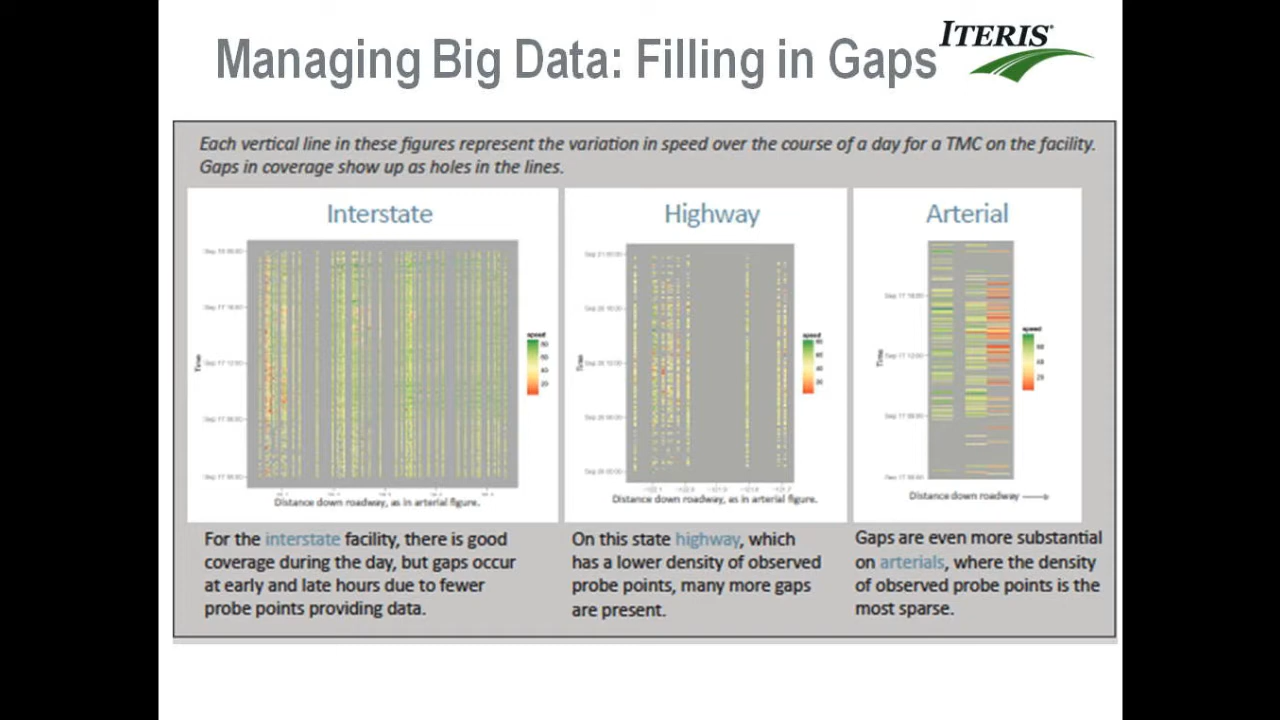 Managing Big Data: Filling in Gaps
ITERIS
Each vertical line in these figures represent the variation in speed over the course of a day for a TMC on the facility.
Gaps in coverage show up as holes in the lines.
Interstate
Time
speed
Distance down roadway, as in arterial figure.
For the interstate facility, there is good
coverage during the day, but gaps occur
at early and late hours due to fewer
probe points providing data.
Highway
Time
speed
Distance down roadway, as in arterial figure.
On this state highway, which
has a lower density of observed
probe points, many more gaps
are present.
Arterial
Time
speed
Distance down roadway
Gaps are even more substantial
on arterials, where the density
of observed probe points is the
most sparse.